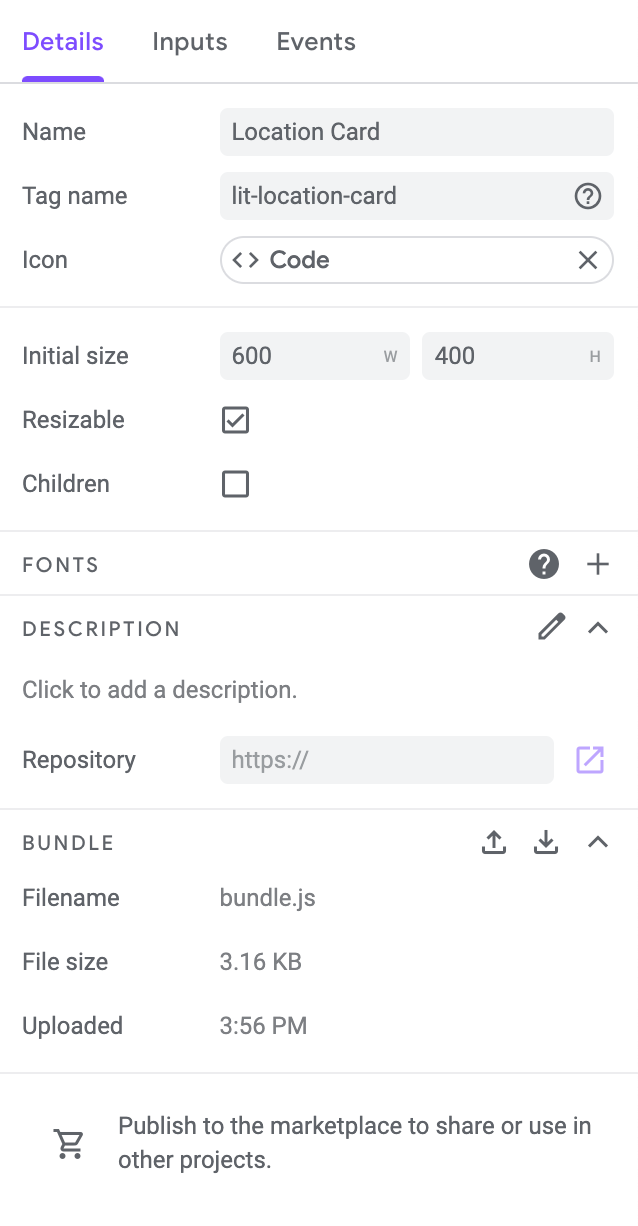 Details Inputs Events
Name Location Card
Tag name lit-location-card
Icon Code
Initial size 600 W 400 H
Resizable
Children
FONTS
DESCRIPTION
Click to add a description.
Repository https://
BUNDLE
Filename bundle.js
File size 3.16 KB
Uploaded 3:56 PM
Publish to the marketplace to share or use in
other projects.